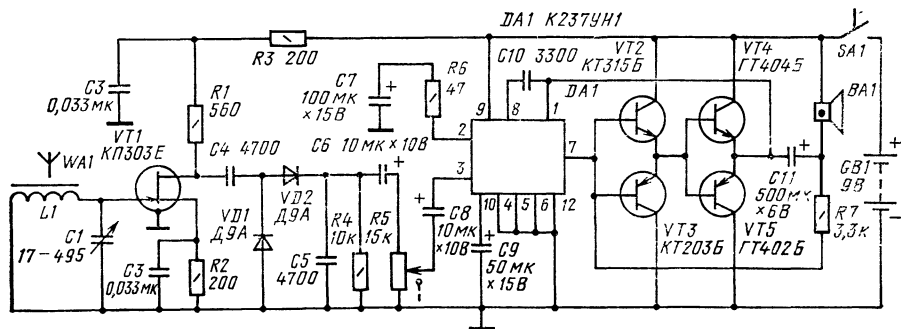 DA1 К237УН1
R3 200
C3
0,033мк
R1
560
C7
100 мк
×15В
R6
47
C10 3300
DA1
VT2
КТ315Б
VT4
ГТ404Б
SA1
BA1
VT1
КП303Е
WA1
L1
C1
17–495
C4 4700
C6 10 мк × 10В
9
8
1
2
3
7
10
4
5
6
12
VD1
Д9А
VD2
Д9А
C3
0,033мк
R2
200
R4
10к
R5
15к
C5
4700
C8
10 мк
×10В
C9
50 мк
×15В
VT3
КТ203Б
VT5
ГТ402Б
C11
500мк
×6В
R7
3,3к
GB1
9В